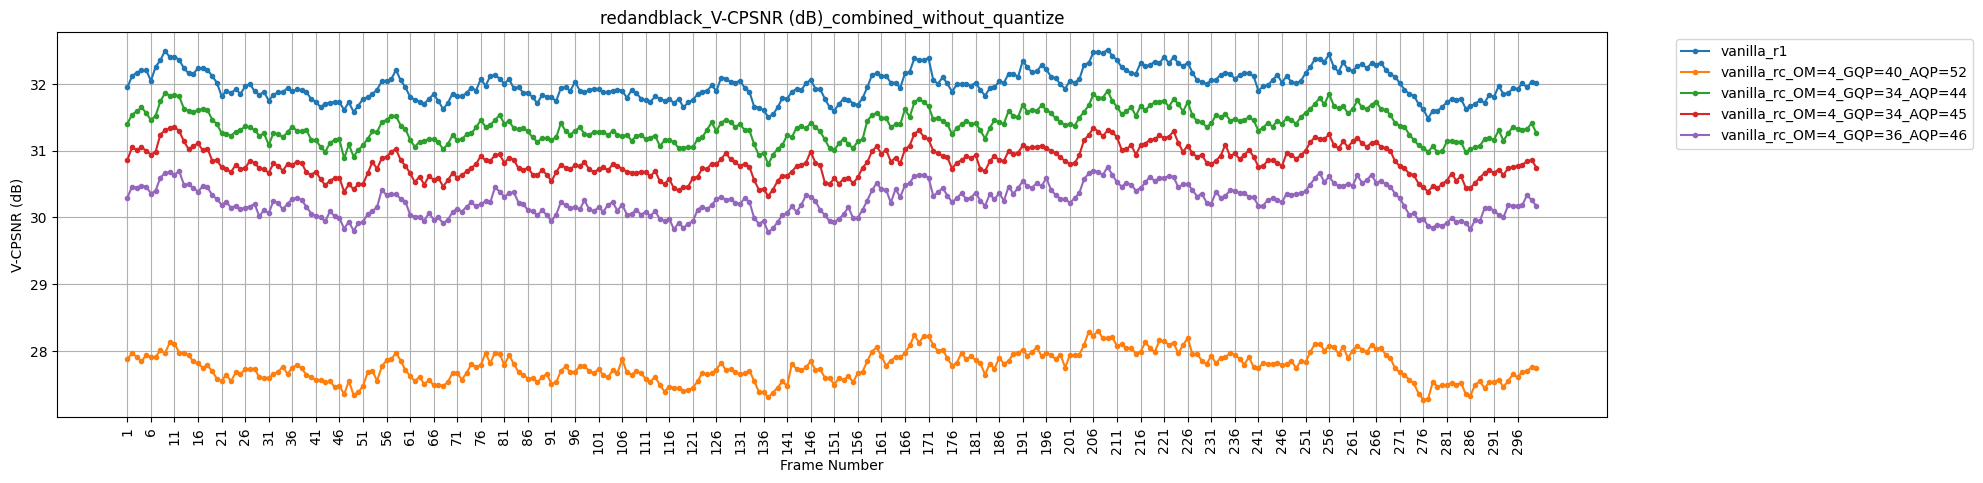 redandblack_V-CPSNR (dB)_combined_without_quantize
V-CPSNR (dB)
32
31
30
29
28
1 6 11 16 21 26 31 36 41 46 51 56 61 66 71 76 81 86 91 96 101 106 111 116 121 126 131 136 141 146 151 156 161 166 171 176 181 186 191 196 201 206 211 216 221 226 231 236 241 246 251 256 261 266 271 276 281 286 291 296
Frame Number
vanilla_r1
vanilla_rc_OM=4_GQP=40_AQP=52
vanilla_rc_OM=4_GQP=34_AQP=44
vanilla_rc_OM=4_GQP=34_AQP=45
vanilla_rc_OM=4_GQP=36_AQP=46